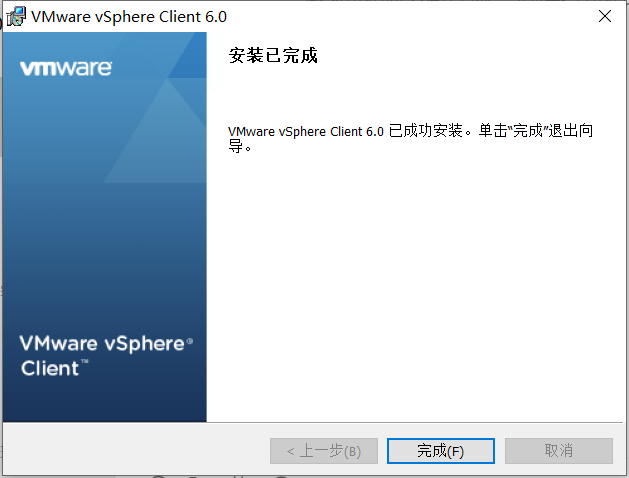 VMware vSphere Client 6.0
vmware
安装已完成
VMware vSphere Client 6.0 已成功安装。单击“完成”退出向
导。
VMware vSphere®
Client™
< 上一步(B)
完成(F)
取消